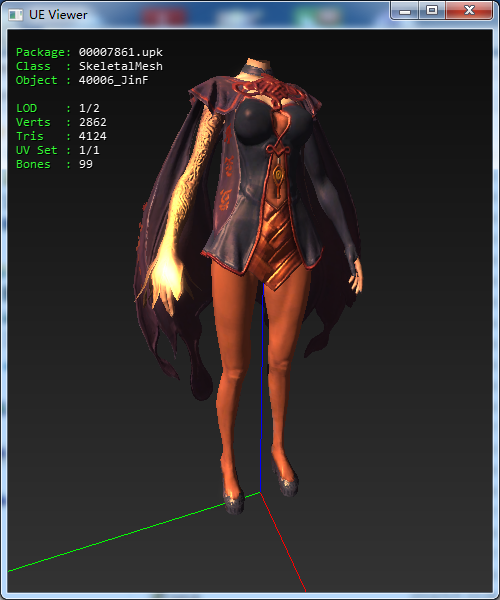 UE Viewer
Package: 00007861.upk
Class  : SkeletalMesh
Object : 40006_JinF
LOD    : 1/2
Verts  : 2862
Tris   : 4124
UV Set : 1/1
Bones  : 99